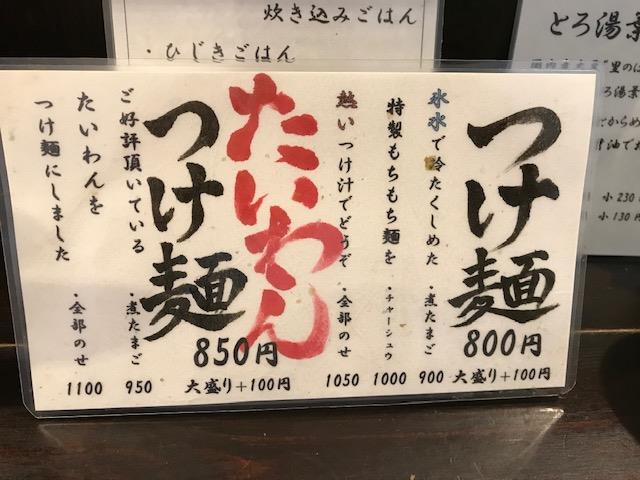 炊き込みごはん
・ひじきごはん
つけ麺
800円
大盛り+100円
氷水で冷たくしめた
・煮たまご
900
特製もちもち麺を
・チャーシュウ
1000
熱いつけ汁でどうぞ
・全部のせ
1050
たいわん
つけ麺
850円
大盛り+100円
ご好評頂いている
・煮たまご
950
たいわんを
つけ麺にしました
・全部のせ
1100
とろ湯葉
小 230
小 130円